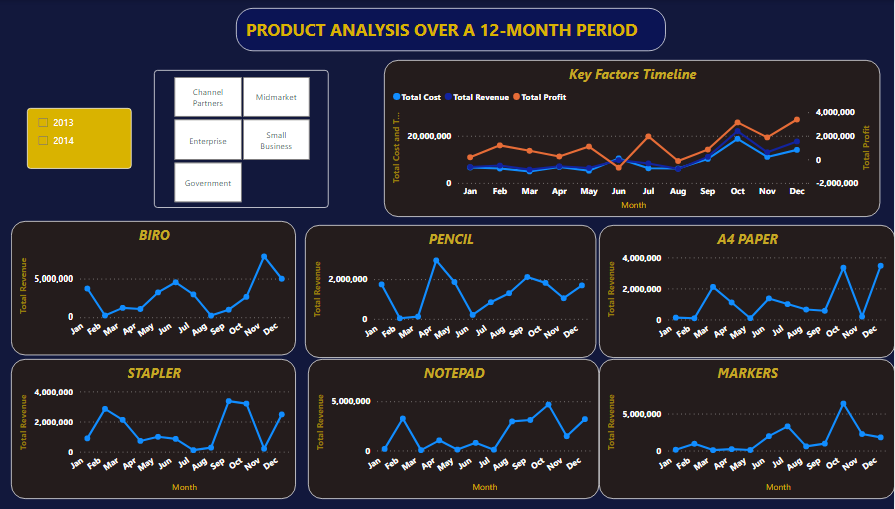 PRODUCT ANALYSIS OVER A 12-MONTH PERIOD
2013
2014
Channel Partners
Midmarket
Enterprise
Small Business
Government
Key Factors Timeline
Total Cost Total Revenue Total Profit
Total Cost and T...
20,000,000
0
4,000,000
2,000,000
0
-2,000,000
Total Profit
Jan Feb Mar Apr May Jun Jul Aug Sep Oct Nov Dec
Month
BIRO
Total Revenue
5,000,000
0
Jan Feb Mar Apr May Jun Jul Aug Sep Oct Nov Dec
PENCIL
Total Revenue
2,000,000
0
Jan Feb Mar Apr May Jun Jul Aug Sep Oct Nov Dec
A4 PAPER
Total Revenue
4,000,000
2,000,000
0
Jan Feb Mar Apr May Jun Jul Aug Sep Oct Nov Dec
STAPLER
Total Revenue
4,000,000
2,000,000
0
Jan Feb Mar Apr May Jun Jul Aug Sep Oct Nov Dec
Month
NOTEPAD
Total Revenue
5,000,000
0
Jan Feb Mar Apr May Jun Jul Aug Sep Oct Nov Dec
Month
MARKERS
Total Revenue
5,000,000
0
Jan Feb Mar Apr May Jun Jul Aug Sep Oct Nov Dec
Month